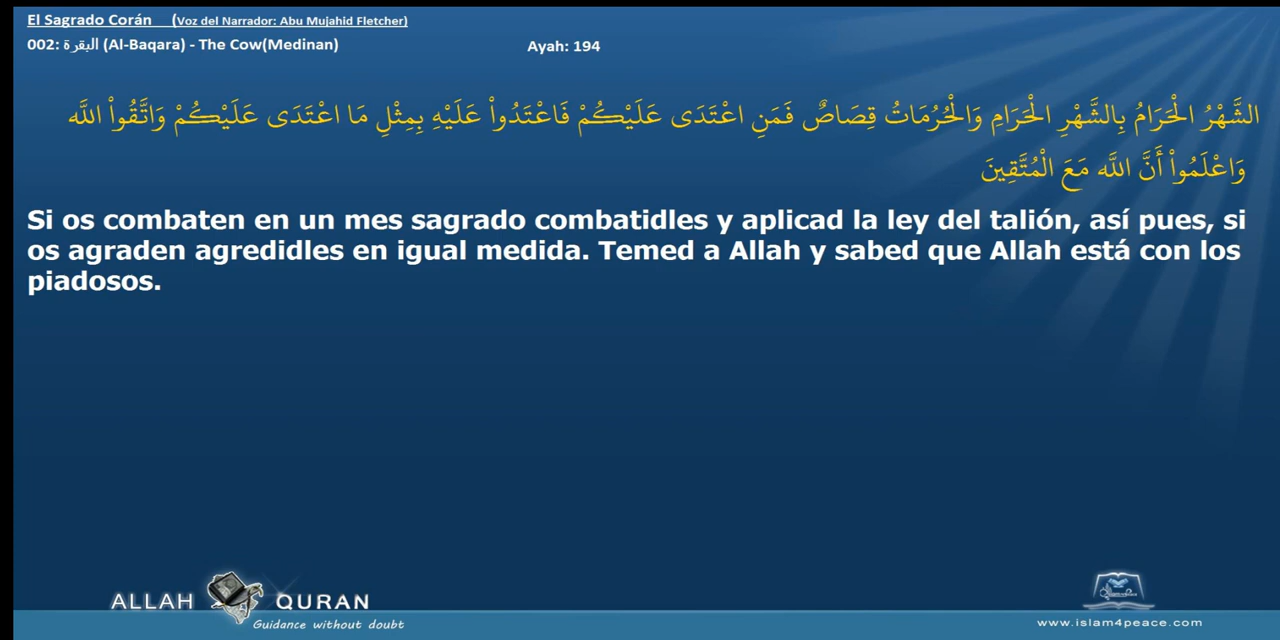 El Sagrado Corán (Voz del Narrador: Abu Mujahid Fletcher)
002: البقرة (Al-Baqara) - The Cow(Medinan)
Ayah: 194
الشَّهْرُ الْحَرَامُ بِالشَّهْرِ الْحَرَامِ وَالْحُرُمَاتُ قِصَاصٌ فَمَنِ اعْتَدَى عَلَيْكُمْ فَاعْتَدُواْ عَلَيْهِ بِمِثْلِ مَا اعْتَدَى عَلَيْكُمْ وَاتَّقُواْ اللّه
وَاعْلَمُواْ أَنَّ اللّه مَعَ الْمُتَّقِينَ
Si os combaten en un mes sagrado combatidles y aplicad la ley del talión, así pues, si
os agraden agredidles en igual medida. Temed a Allah y sabed que Allah está con los
piadosos.
ALLAH QURAN
Guidance without doubt
www.islam4peace.com